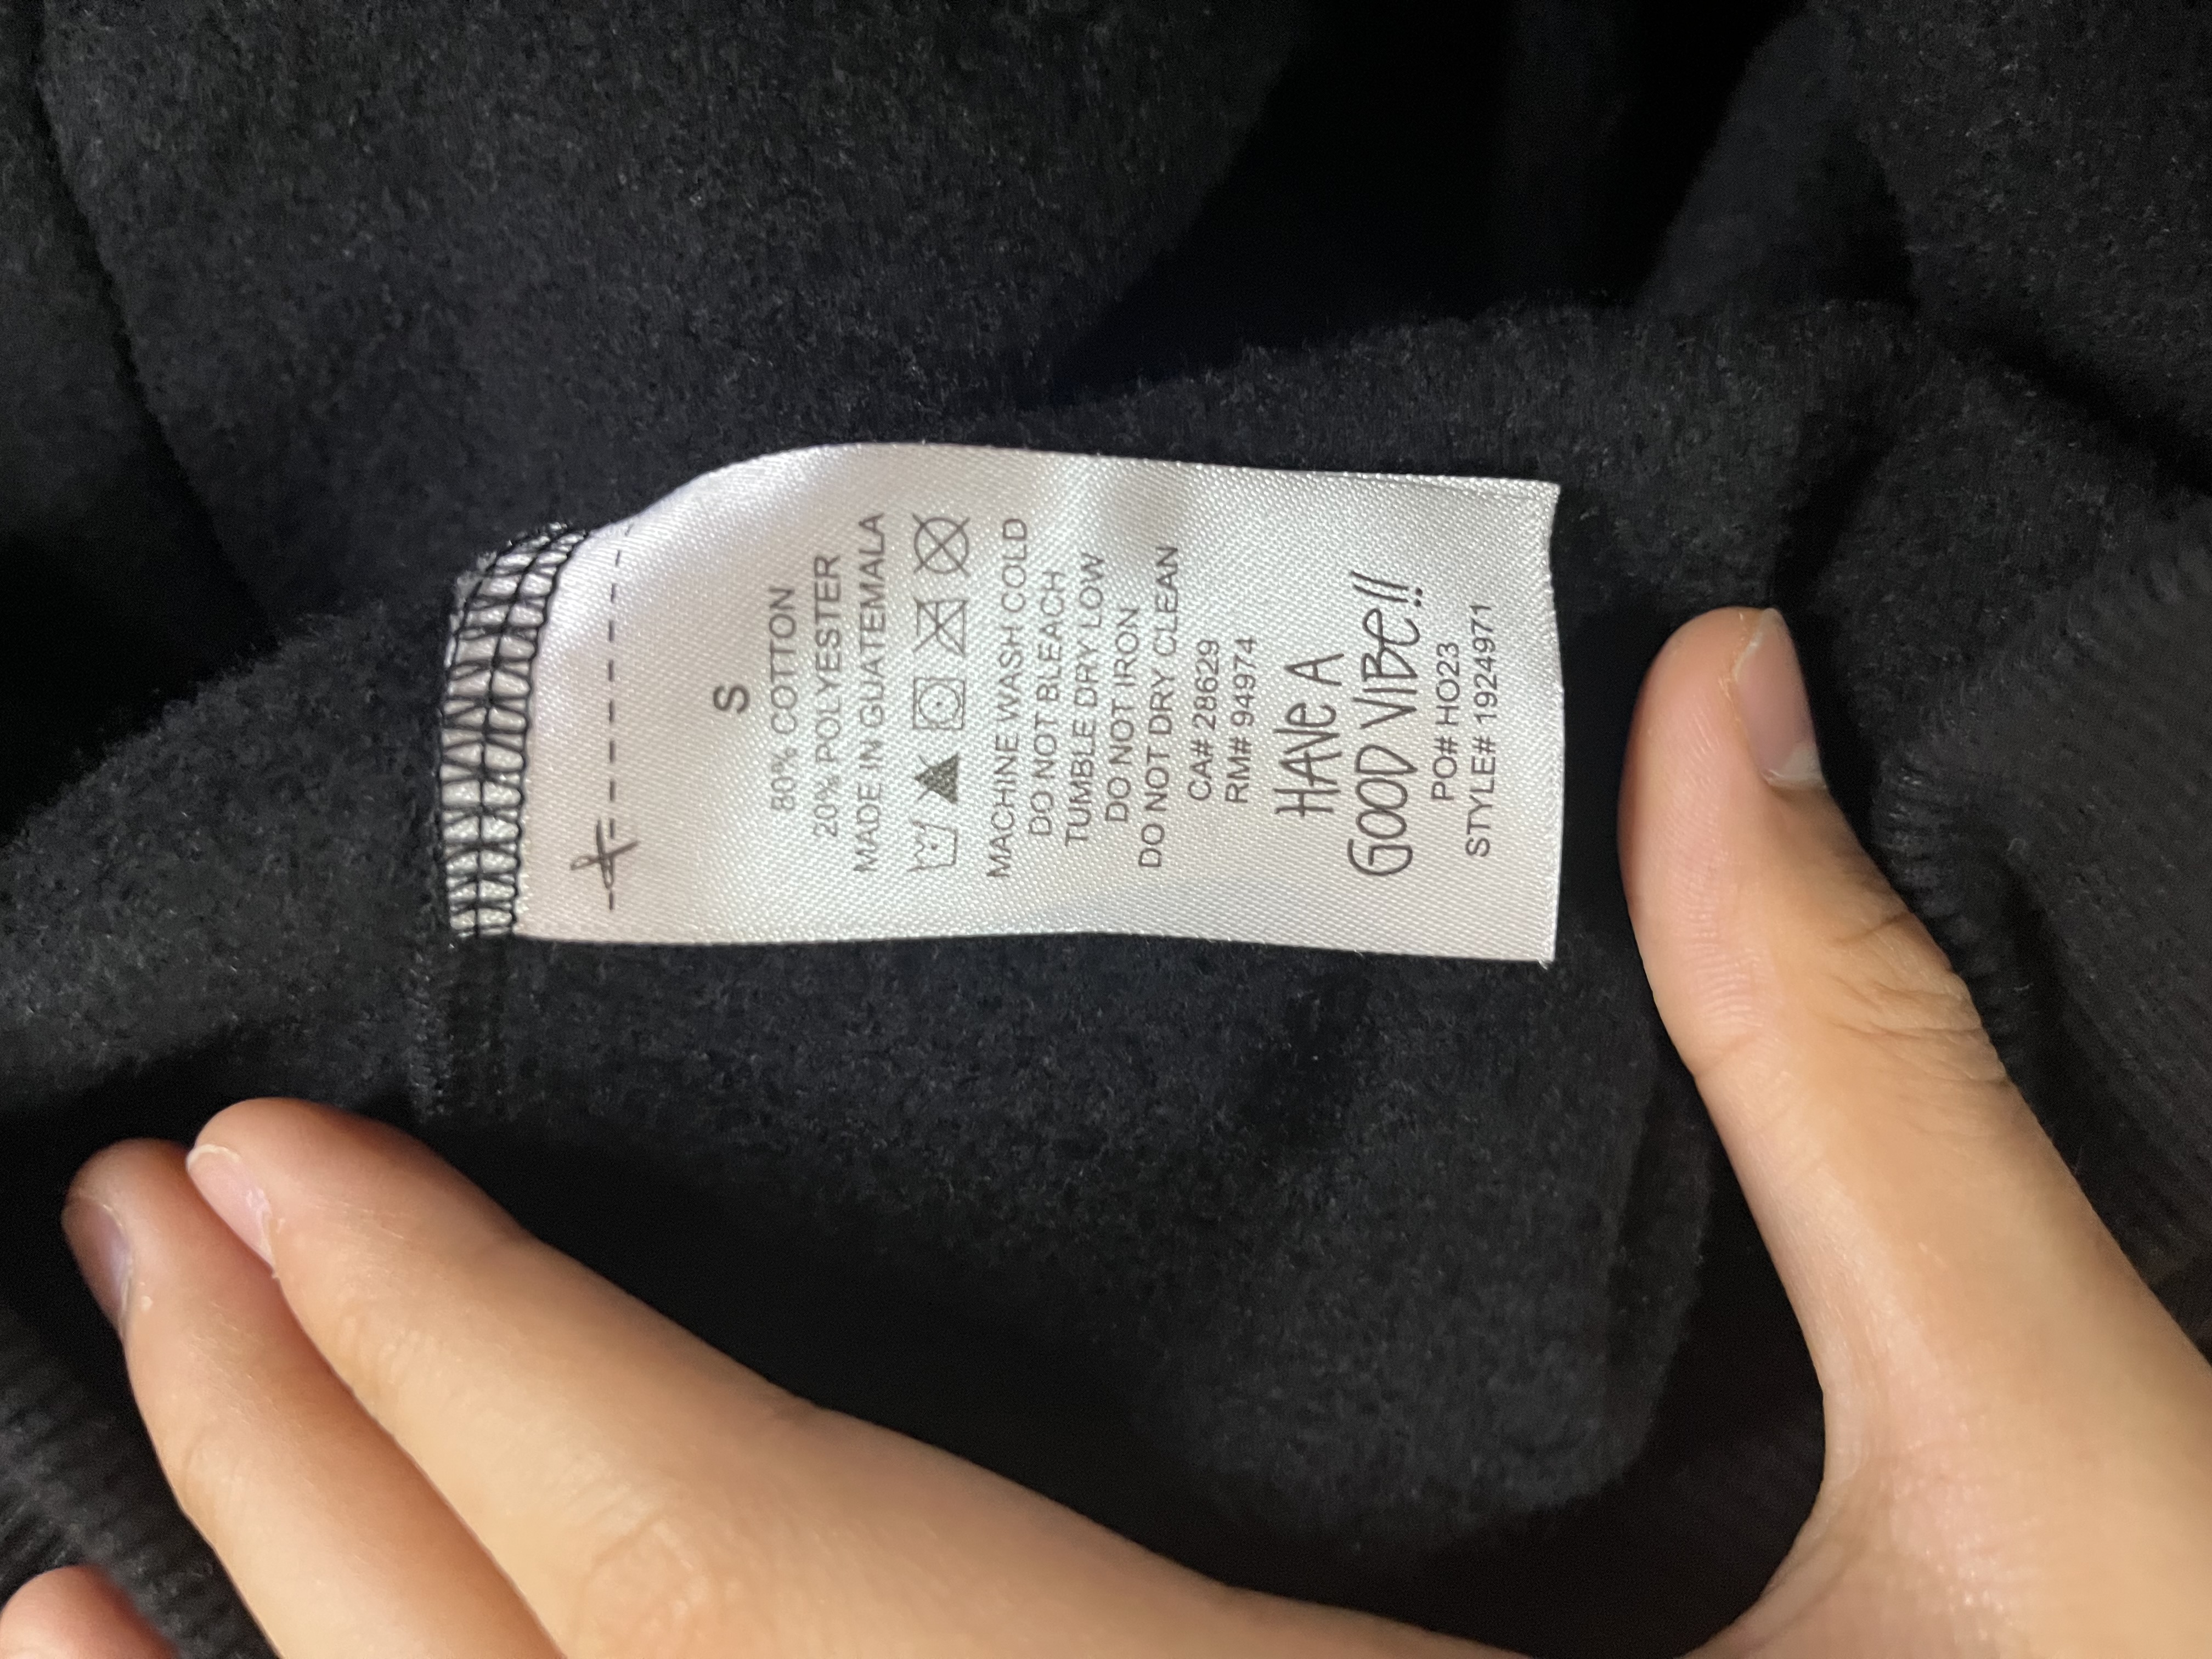 S
80% COTTON
20% POLYESTER
MADE IN GUATEMALA
MACHINE WASH COLD
DO NOT BLEACH
TUMBLE DRY LOW
DO NOT IRON
DO NOT DRY CLEAN
CA# 28629
RM# 94974
HAVE A
GOOD VIBE!!
PO# HO23
STYLE# 1924971